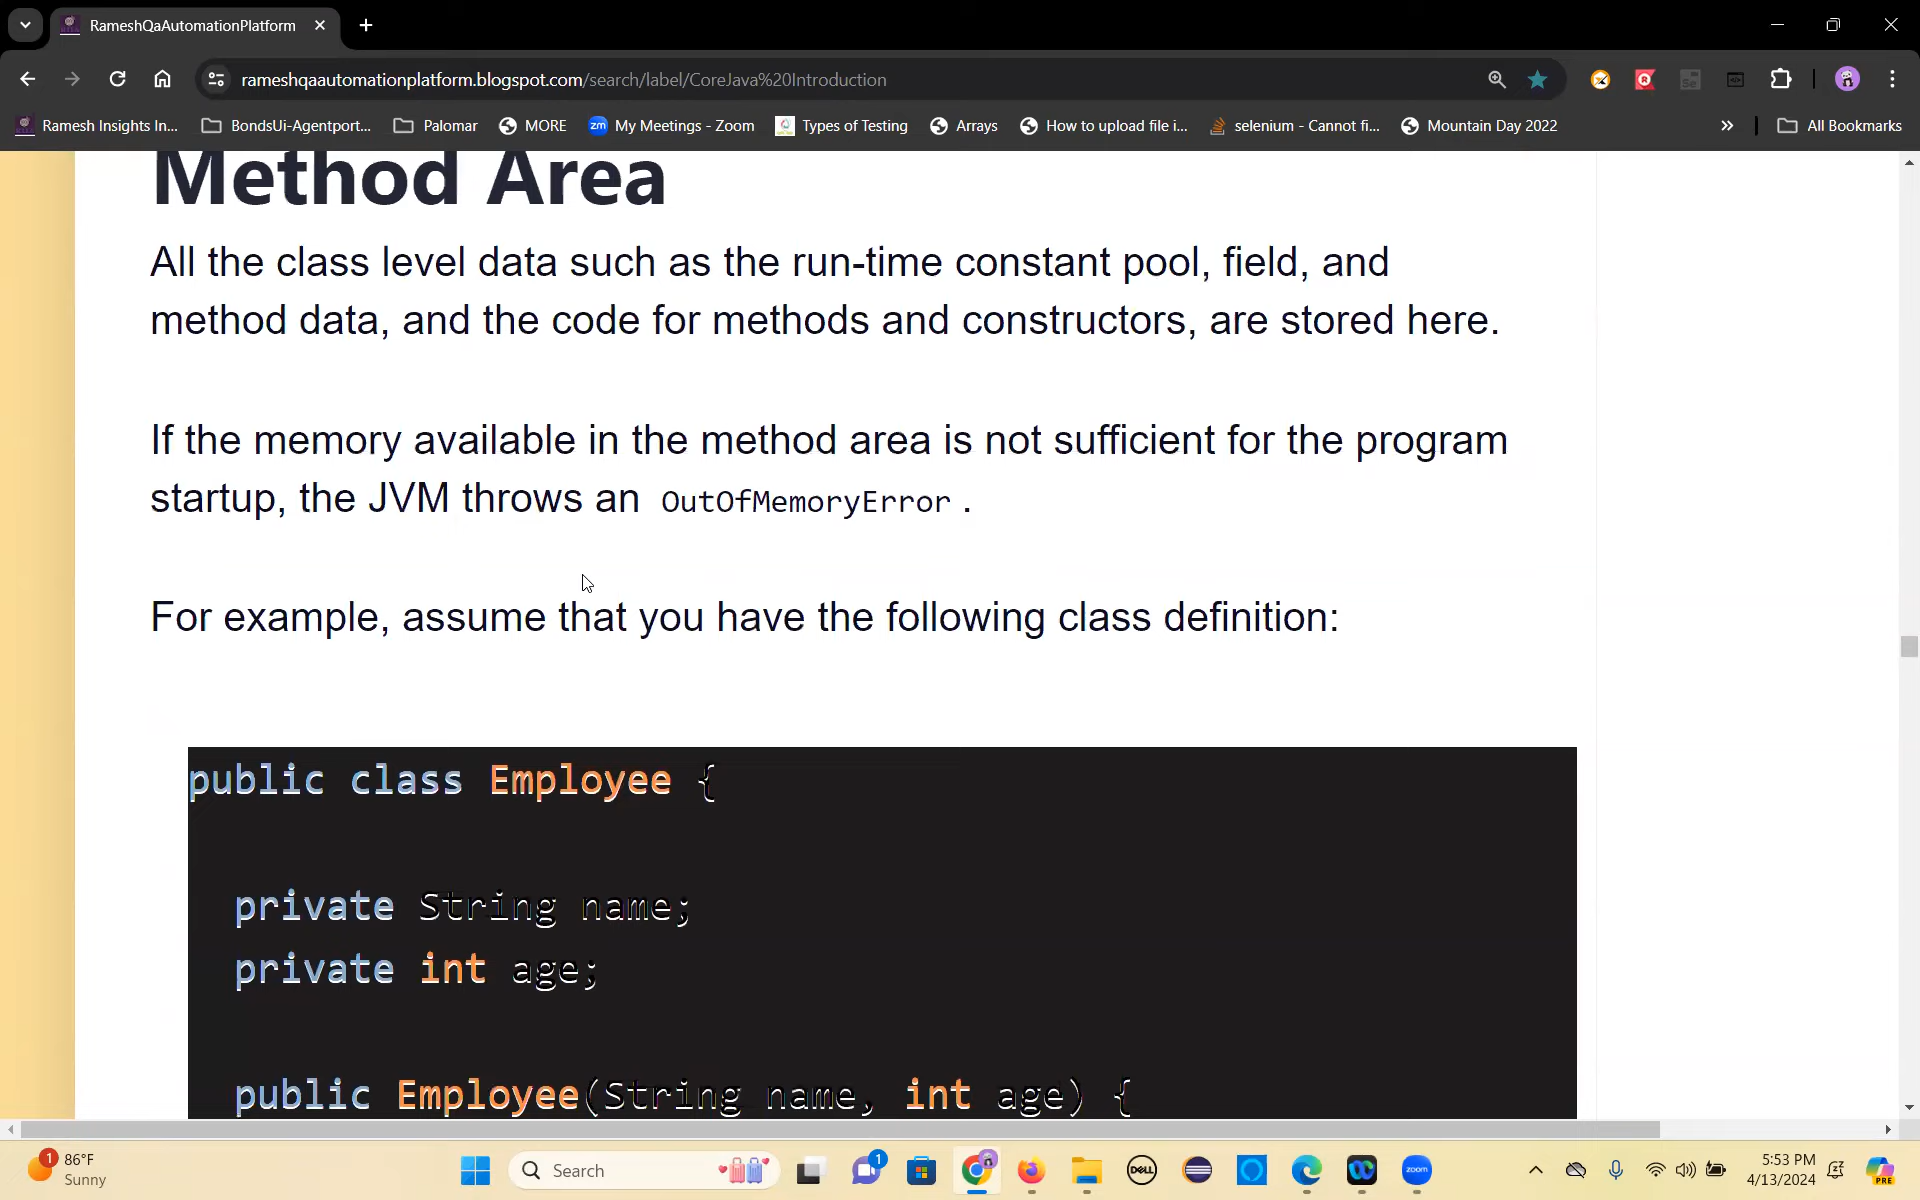 RameshQaAutomationPlatform
rameshqaautomationplatform.blogspot.com/search/label/CoreJava%20Introduction
Ramesh Insights In... BondsUi-Agentport... Palomar MORE My Meetings - Zoom Types of Testing Arrays How to upload file i... selenium - Cannot fi... Mountain Day 2022 All Bookmarks
Method Area
All the class level data such as the run-time constant pool, field, and
method data, and the code for methods and constructors, are stored here.
If the memory available in the method area is not sufficient for the program
startup, the JVM throws an OutOfMemoryError .
For example, assume that you have the following class definition:
public class Employee {
private String name;
private int age;
public Employee(String name, int age) {
1 86°F
Sunny
Search
1
DELL
zoom
5:53 PM
4/13/2024
PRE